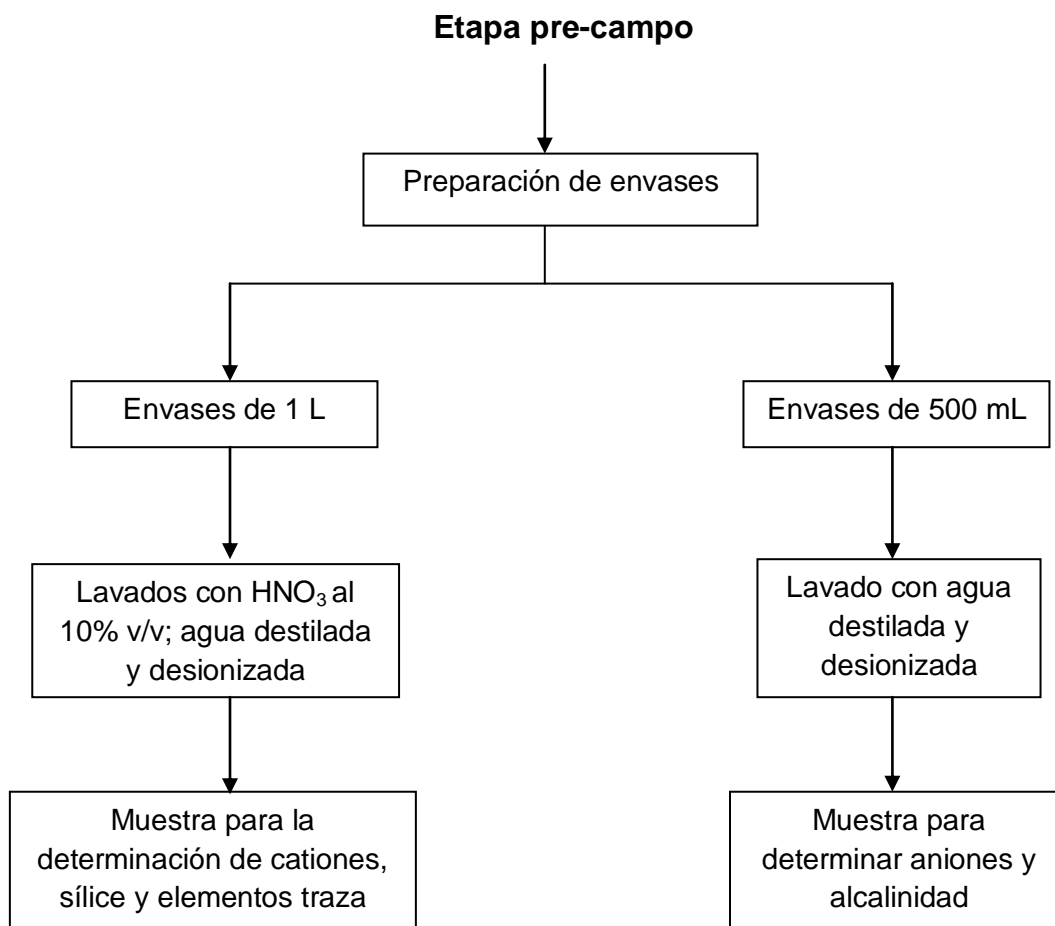 Etapa pre-campo
Preparación de envases
Envases de 1 L
Envases de 500 mL
Lavados con HNO₃ al
10% v/v; agua destilada
y desionizada
Lavado con agua
destilada y
desionizada
Muestra para la
determinación de cationes,
sílice y elementos traza
Muestra para
determinar aniones y
alcalinidad